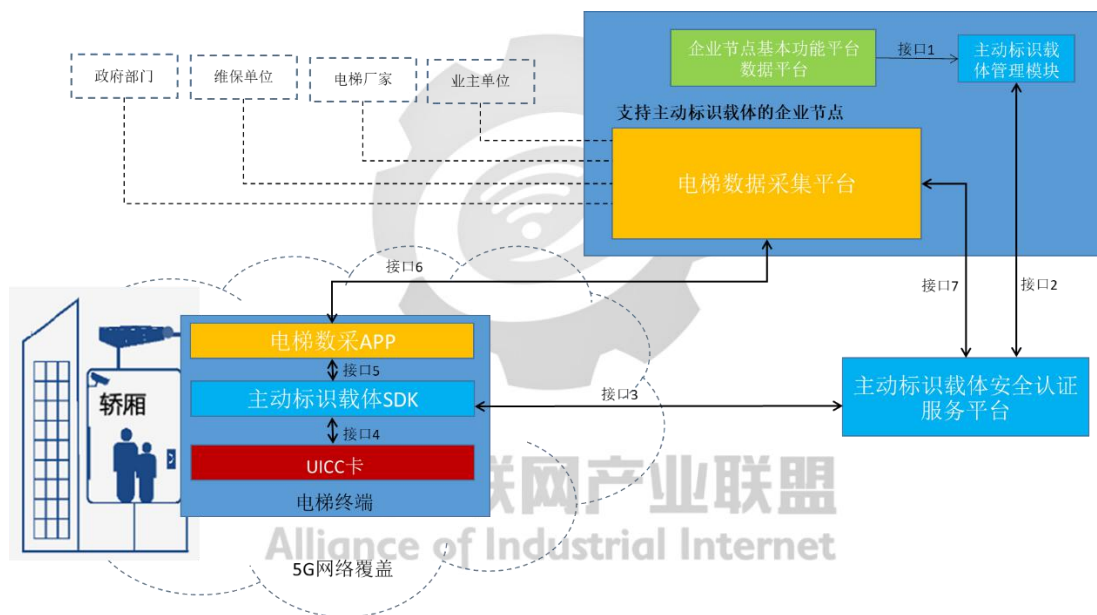 企业节点基本功能平台
数据平台
接口1
主动标识载
体管理模块
政府部门
维保单位
电梯厂家
业主单位
支持主动标识载体的企业节点
电梯数据采集平台
接口6
接口7
接口2
电梯数采APP
接口5
主动标识载体SDK
接口3
主动标识载体安全认证
服务平台
轿厢
接口4
UICC卡
电梯终端
联网产业联盟
Alliance of Industrial Internet
5G网络覆盖